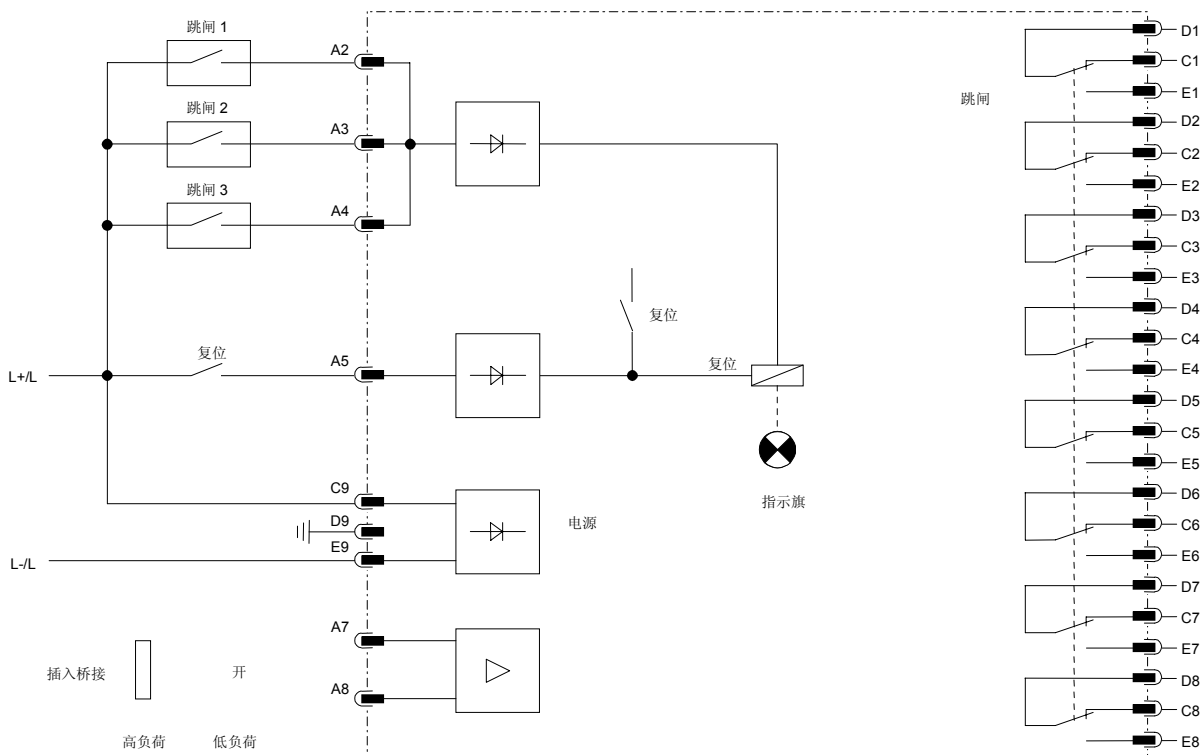 跳闸 1
A2
跳闸 2
A3
跳闸 3
A4
复位
复位
A5
复位
L+/L
指示旗
C9
D9
电源
E9
L-/L
A7
插入桥接
开
A8
高负荷
低负荷
跳闸
D1
C1
E1
D2
C2
E2
D3
C3
E3
D4
C4
E4
D5
C5
E5
D6
C6
E6
D7
C7
E7
D8
C8
E8